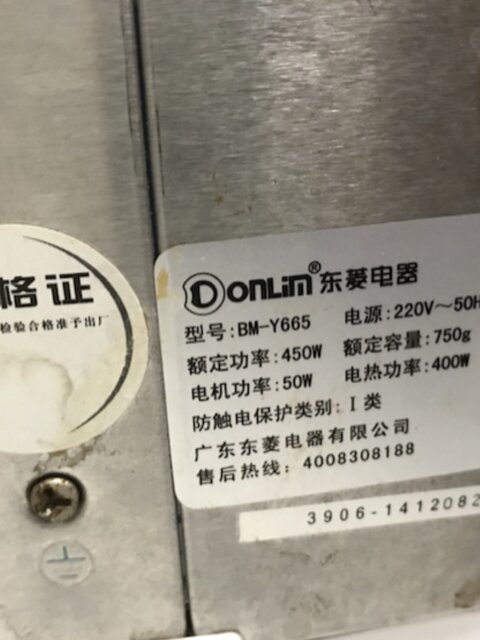 格证
检验合格准予出厂
DONLIM® 东菱电器
型号:BM-Y665 电源:220V～50H
额定功率:450W 额定容量:750g
电机功率:50W 电热功率:400W
防触电保护类别:I类
广东东菱电器有限公司
售后热线:4008308188
3906-1412082